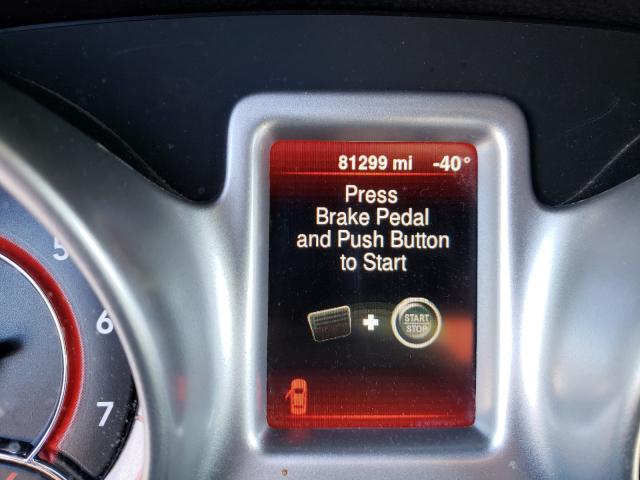 81299 mi -40°
Press
Brake Pedal
and Push Button
to Start
START
STOP
5
6
7